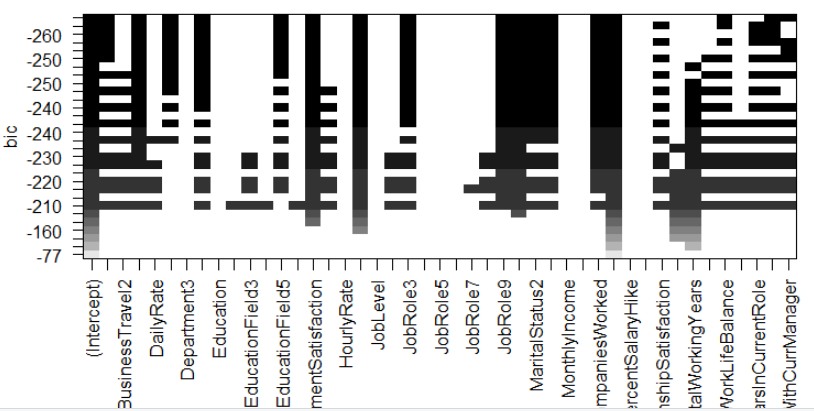 -260
-250
-250
-240
-240
-230
-220
-210
-160
-77
bic
(Intercept)
BusinessTravel2
DailyRate
Department3
Education
EducationField3
EducationField5
mentSatisfaction
HourlyRate
JobLevel
JobRole3
JobRole5
JobRole7
JobRole9
MaritalStatus2
MonthlyIncome
mpaniesWorked
ercentSalaryHike
nshipSatisfaction
talWorkingYears
WorkLifeBalance
arsInCurrentRole
WithCurrManager